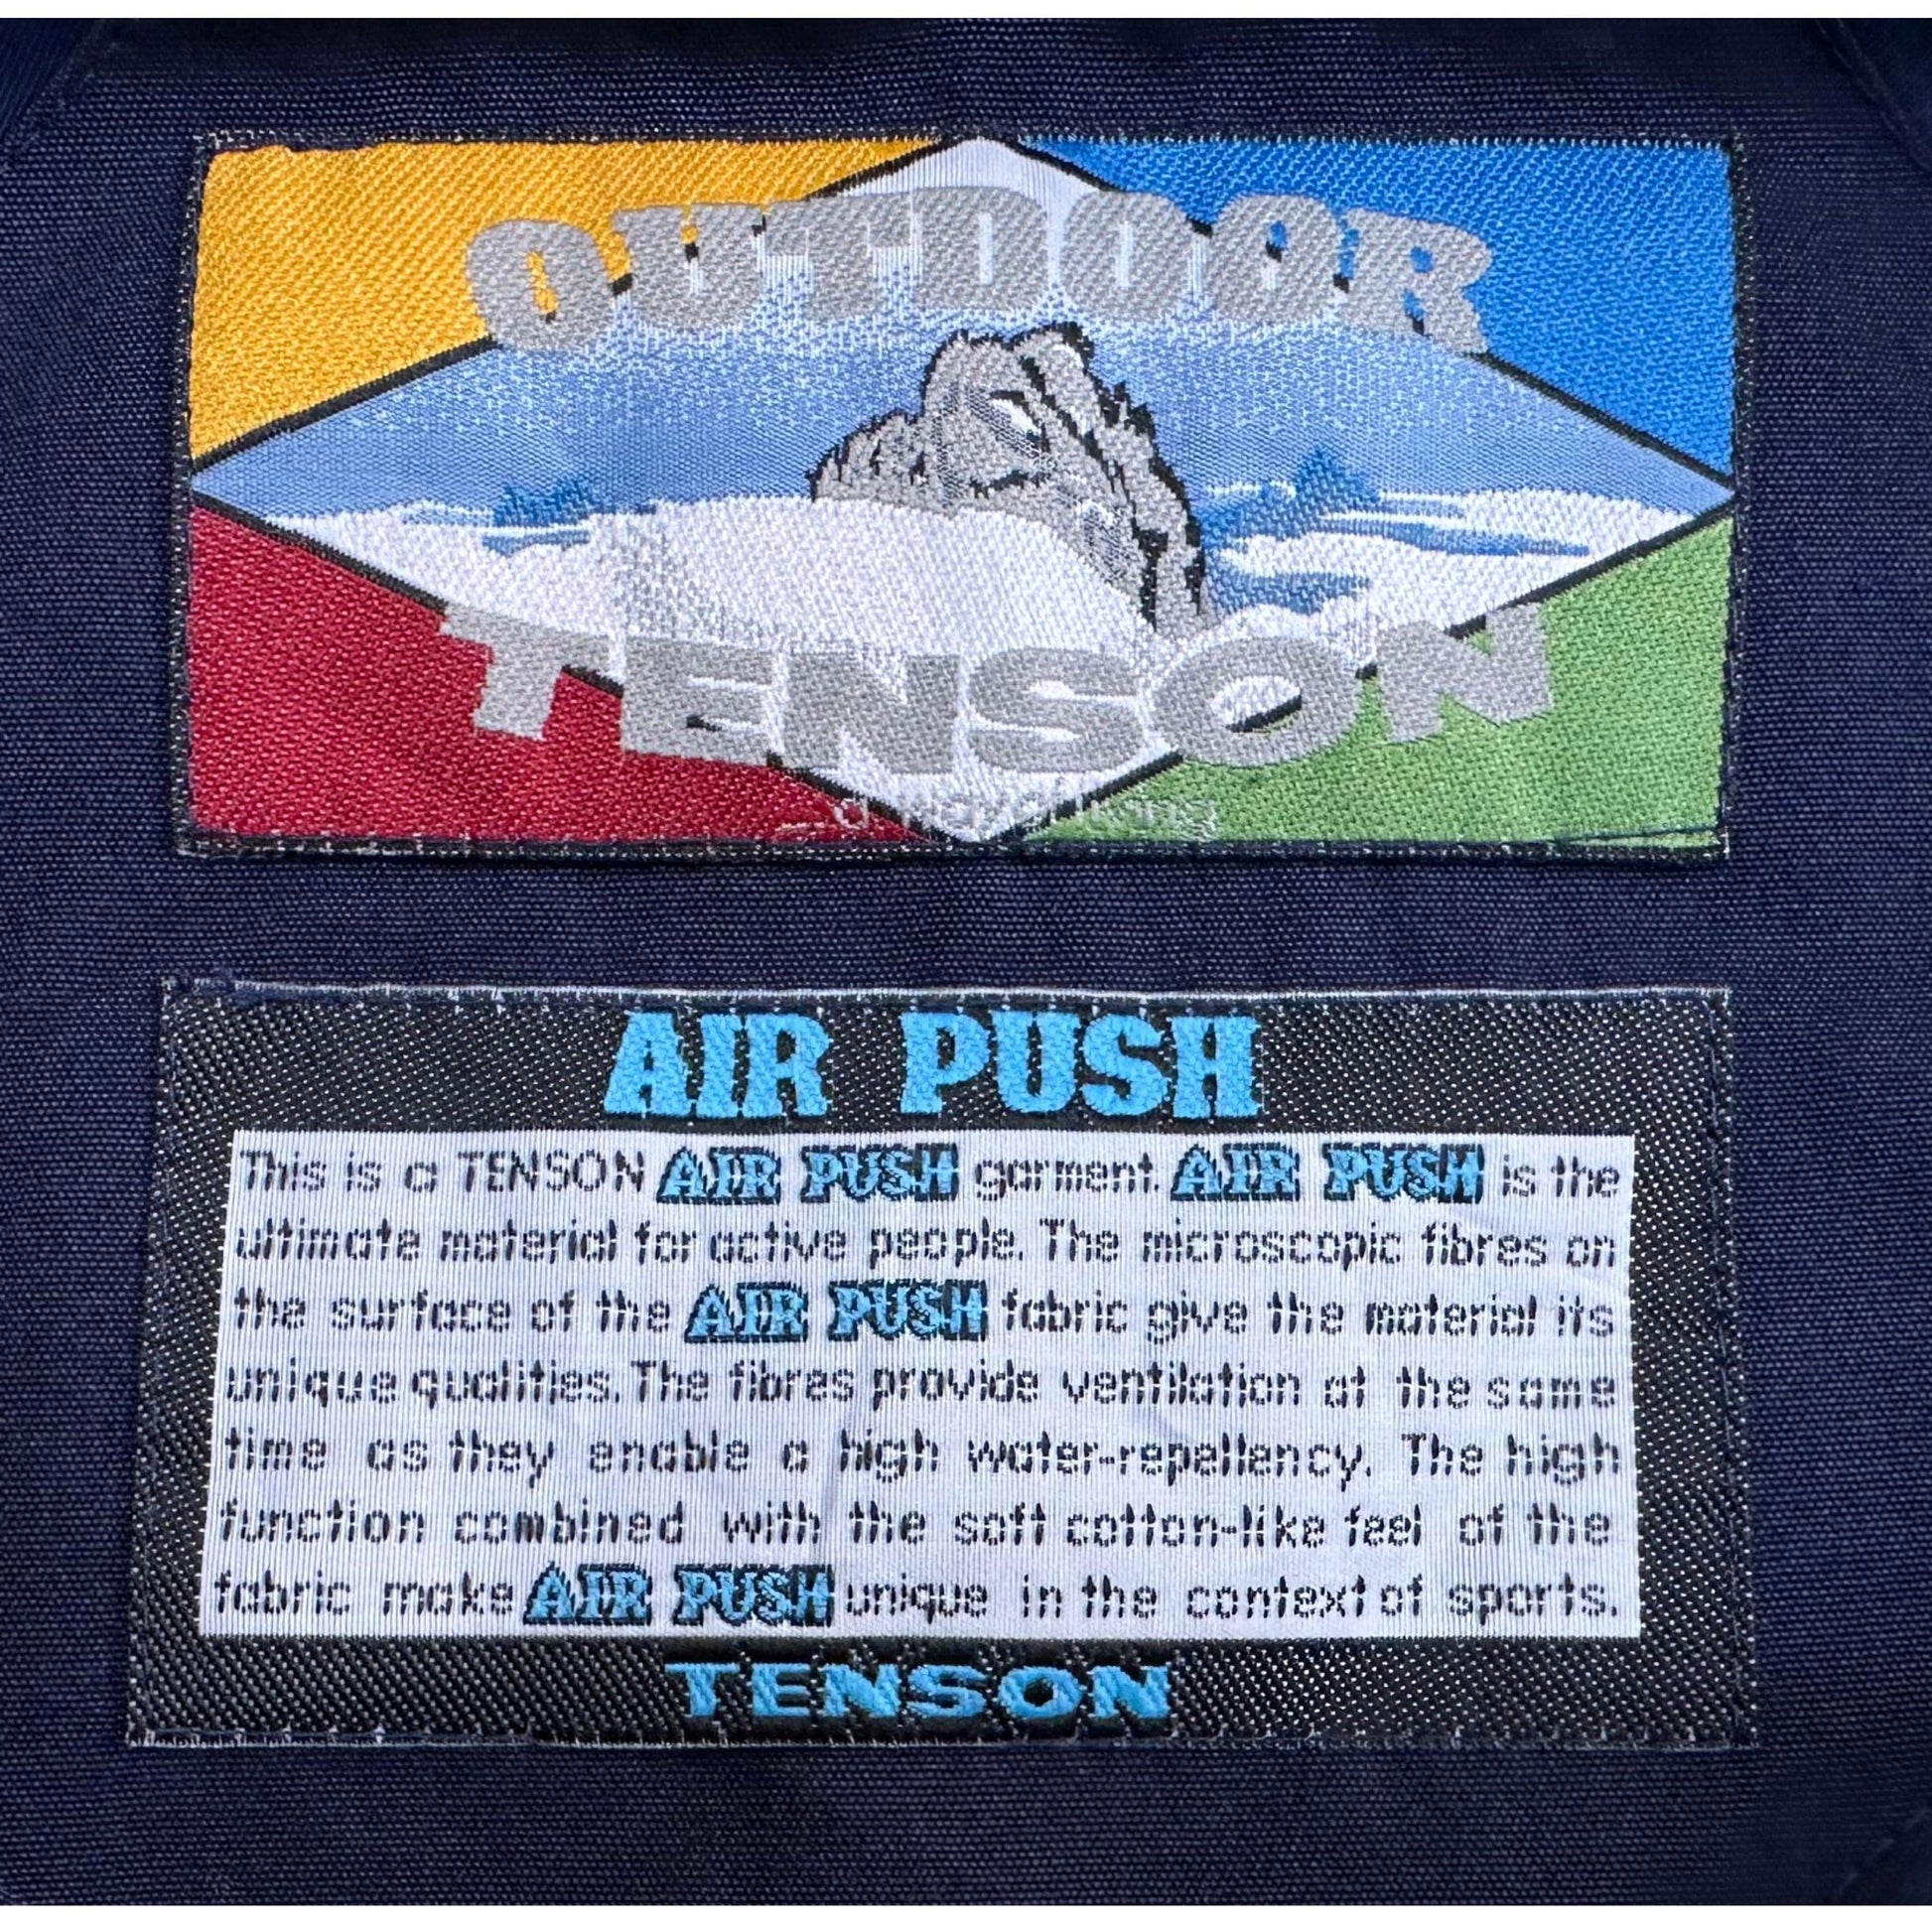 OUTDOOR
TENSON
AIR PUSH
This is a TENSON AIR PUSH garment. AIR PUSH is the
ultimate material for active people. The microscopic fibres on
the surface of the AIR PUSH fabric give the material its
unique qualities. The fibres provide ventilation at the same
time as they enable a high water-repellency. The high
function combined with the soft cotton-like feel of the
fabric make AIR PUSH unique in the context of sports.
TENSON